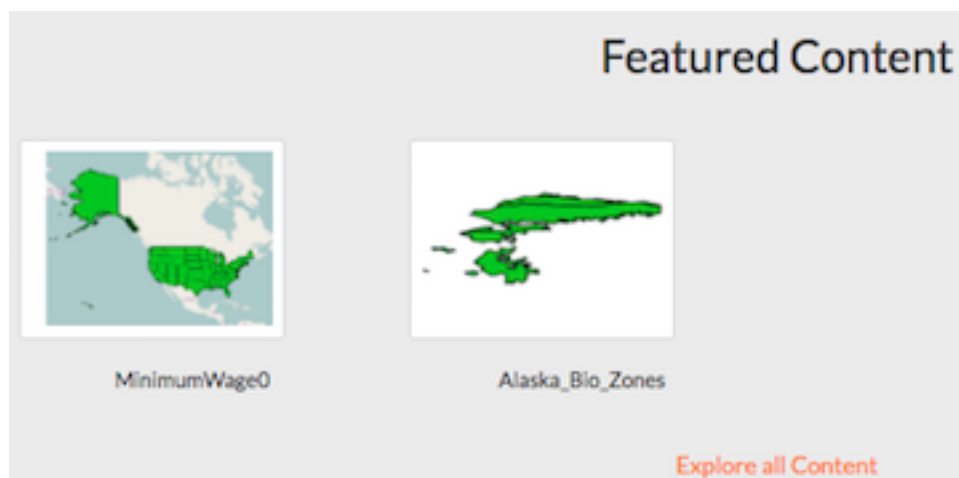 Featured Content
MinimumWage0
Alaska_Bio_Zones
Explore all Content